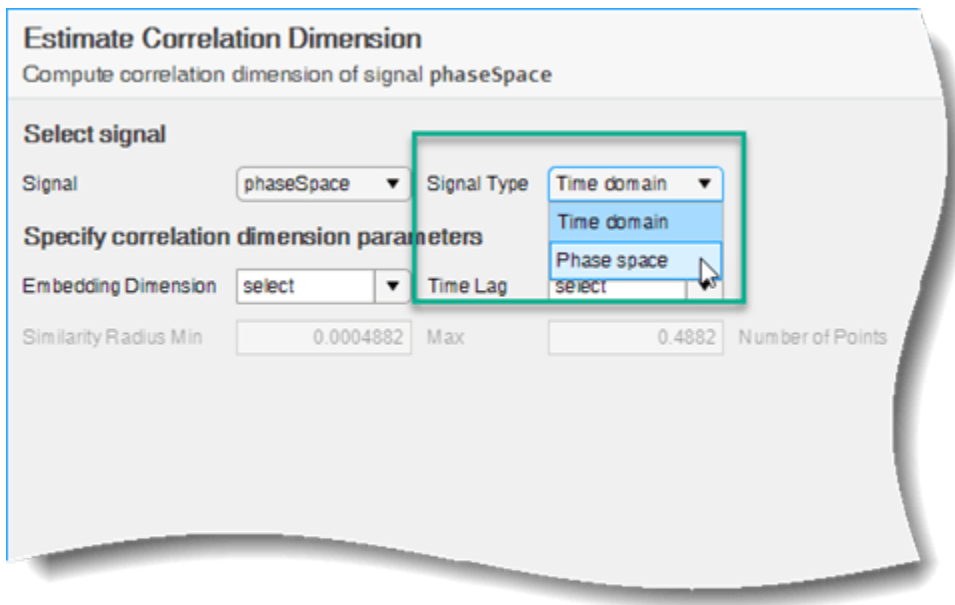 Estimate Correlation Dimension
Compute correlation dimension of signal phaseSpace
Select signal
Signal phaseSpace Signal Type Time domain
Time domain
Specify correlation dimension parameters
Phase space
Embedding Dimension select Time Lag select
Similarity Radius Min 0.0004882 Max 0.4882 Number of Points